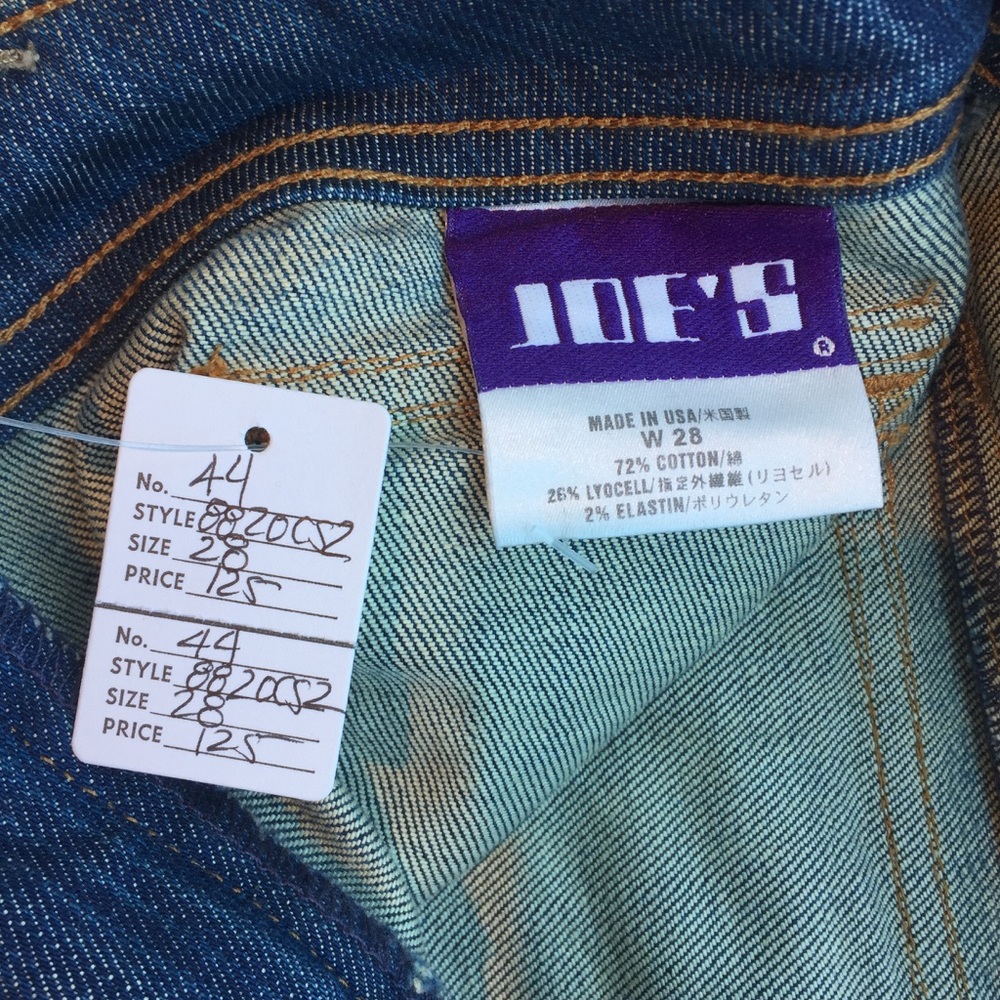 JOE'S
®
MADE IN USA/米国製
W 28
72% COTTON/綿
26% LYOCELL/指定外繊維(リヨセル)
2% ELASTIN/ポリウレタン
No. 44
STYLE 8820CS2
SIZE 28
PRICE 125
No. 44
STYLE 8820CS2
SIZE 28
PRICE 125